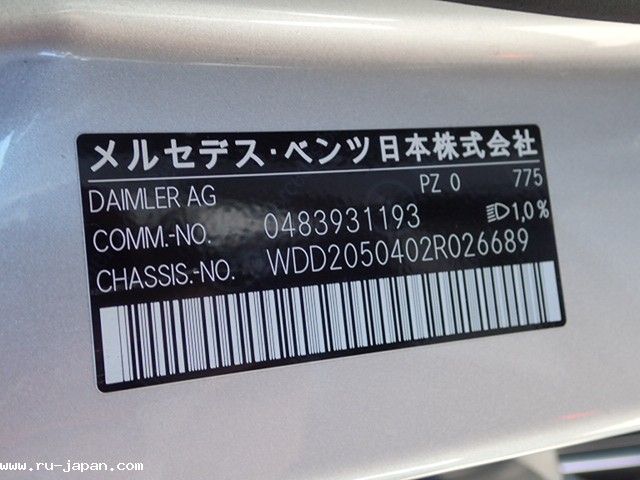 メルセデス・ベンツ日本株式会社
DAIMLER AG PZ 0 775
COMM.-NO. 0483931193 1,0%
CHASSIS.-NO. WDD2050402R026689
www.ru-japan.com